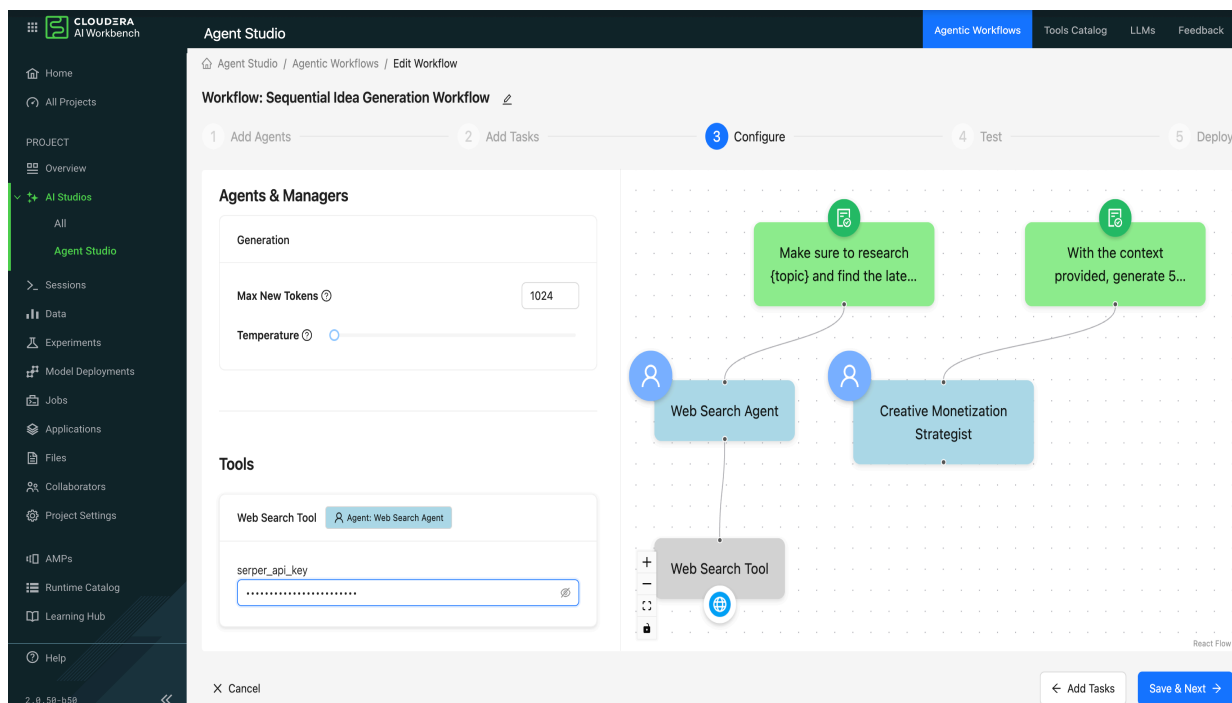 CLOUDERA
AI Workbench
Home
All Projects
PROJECT
Overview
AI Studios
All
Agent Studio
Sessions
Data
Experiments
Model Deployments
Jobs
Applications
Files
Collaborators
Project Settings
AMPs
Runtime Catalog
Learning Hub
Help
2.0.50-b50
Agent Studio
Agentic Workflows
Tools Catalog
LLMs
Feedback
Agent Studio / Agentic Workflows / Edit Workflow
Workflow: Sequential Idea Generation Workflow
1 Add Agents
2 Add Tasks
3 Configure
4 Test
5 Deploy
Agents & Managers
Generation
Max New Tokens
1024
Temperature
Tools
Web Search Tool
Agent: Web Search Agent
serper_api_key
Make sure to research
{topic} and find the late...
With the context
provided, generate 5...
Web Search Agent
Creative Monetization
Strategist
Web Search Tool
React Flow
Cancel
Add Tasks
Save & Next